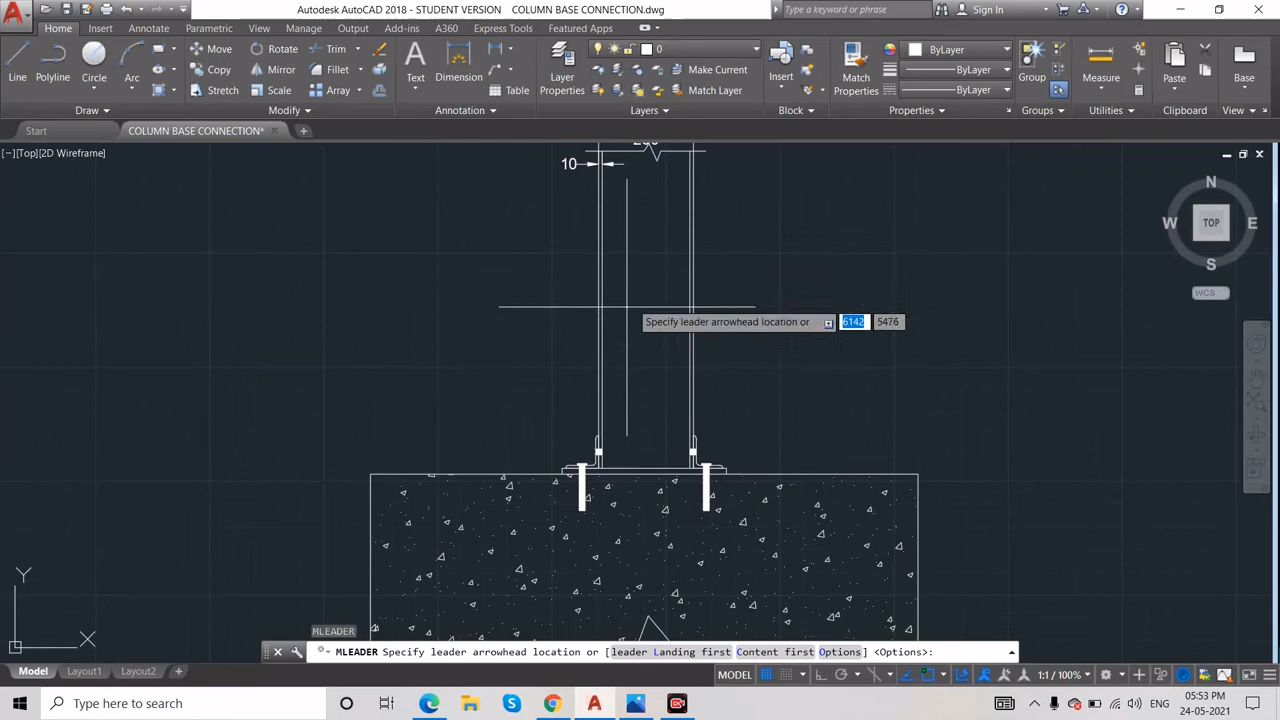 Autodesk AutoCAD 2018 - STUDENT VERSION COLUMN BASE CONNECTION.dwg
Type a keyword or phrase
Sign In
Home Insert Annotate Parametric View Manage Output Add-ins A360 Express Tools Featured Apps
Line Polyline Circle Arc
Move Rotate Trim
Copy Mirror Fillet
Stretch Scale Array
Text Dimension Table
Layer Properties
0
Make Current
Match Layer
Insert
Match Properties
ByLayer
ByLayer
ByLayer
Group
Measure
Paste
Base
Draw Modify Annotation Layers Block Properties Groups Utilities Clipboard View
Start COLUMN BASE CONNECTION*
[−][Top][2D Wireframe]
10
N
W TOP E
S
WCS
Specify leader arrowhead location or 6142 5476
Y
X
MLEADER
MLEADER Specify leader arrowhead location or [leader Landing first Content first Options] <Options>:
Model Layout1 Layout2
MODEL 1:1 / 100%
Type here to search
ENG
05:53 PM
24-05-2021